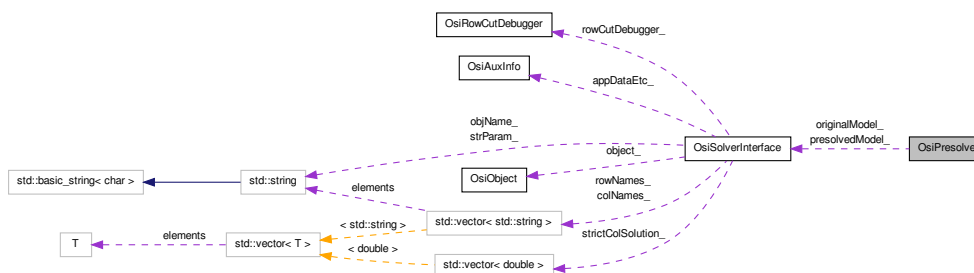 OsiRowCutDebugger
rowCutDebugger_
OsiAuxInfo
appDataEtc_
objName_
strParam_
originalModel_
presolvedModel_
OsiSolverInterface
OsiPresolve
object_
OsiObject
std::basic_string< char >
std::string
elements
rowNames_
colNames_
std::vector< std::string >
< std::string >
T
elements
std::vector< T >
strictColSolution_
< double >
std::vector< double >